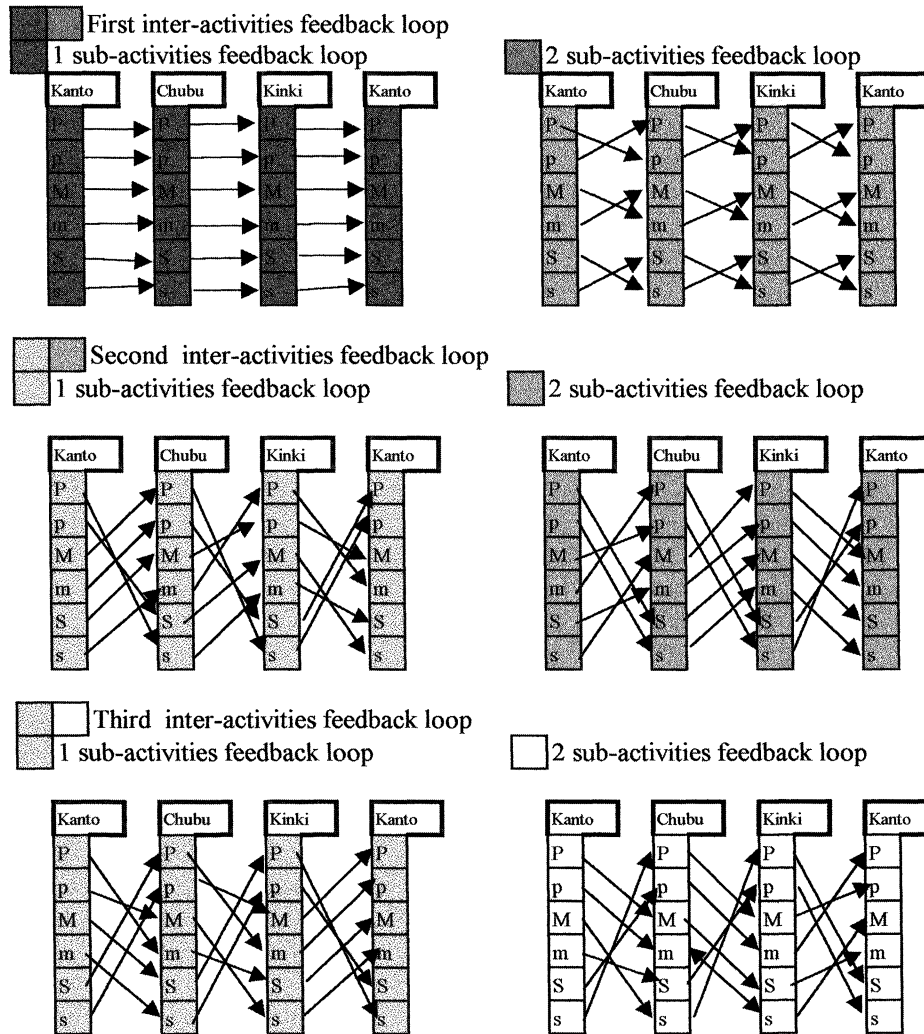 First inter-activities feedback loop
1 sub-activities feedback loop
2 sub-activities feedback loop
Kanto Chubu Kinki Kanto
P P P P
p p p p
M M M M
m m m m
S S S S
s s s s
Kanto Chubu Kinki Kanto
P P P P
p p p p
M M M M
m m m m
S S S S
s s s s
Second inter-activities feedback loop
1 sub-activities feedback loop
2 sub-activities feedback loop
Kanto Chubu Kinki Kanto
P P P P
p p p p
M M M M
m m m m
S S S S
s s s s
Kanto Chubu Kinki Kanto
P P P P
p p p p
M M M M
m m m m
S S S S
s s s s
Third inter-activities feedback loop
1 sub-activities feedback loop
2 sub-activities feedback loop
Kanto Chubu Kinki Kanto
P P P P
p p p p
M M M M
m m m m
S S S S
s s s s
Kanto Chubu Kinki Kanto
P P P P
p p p p
M M M M
m m m m
S S S S
s s s s